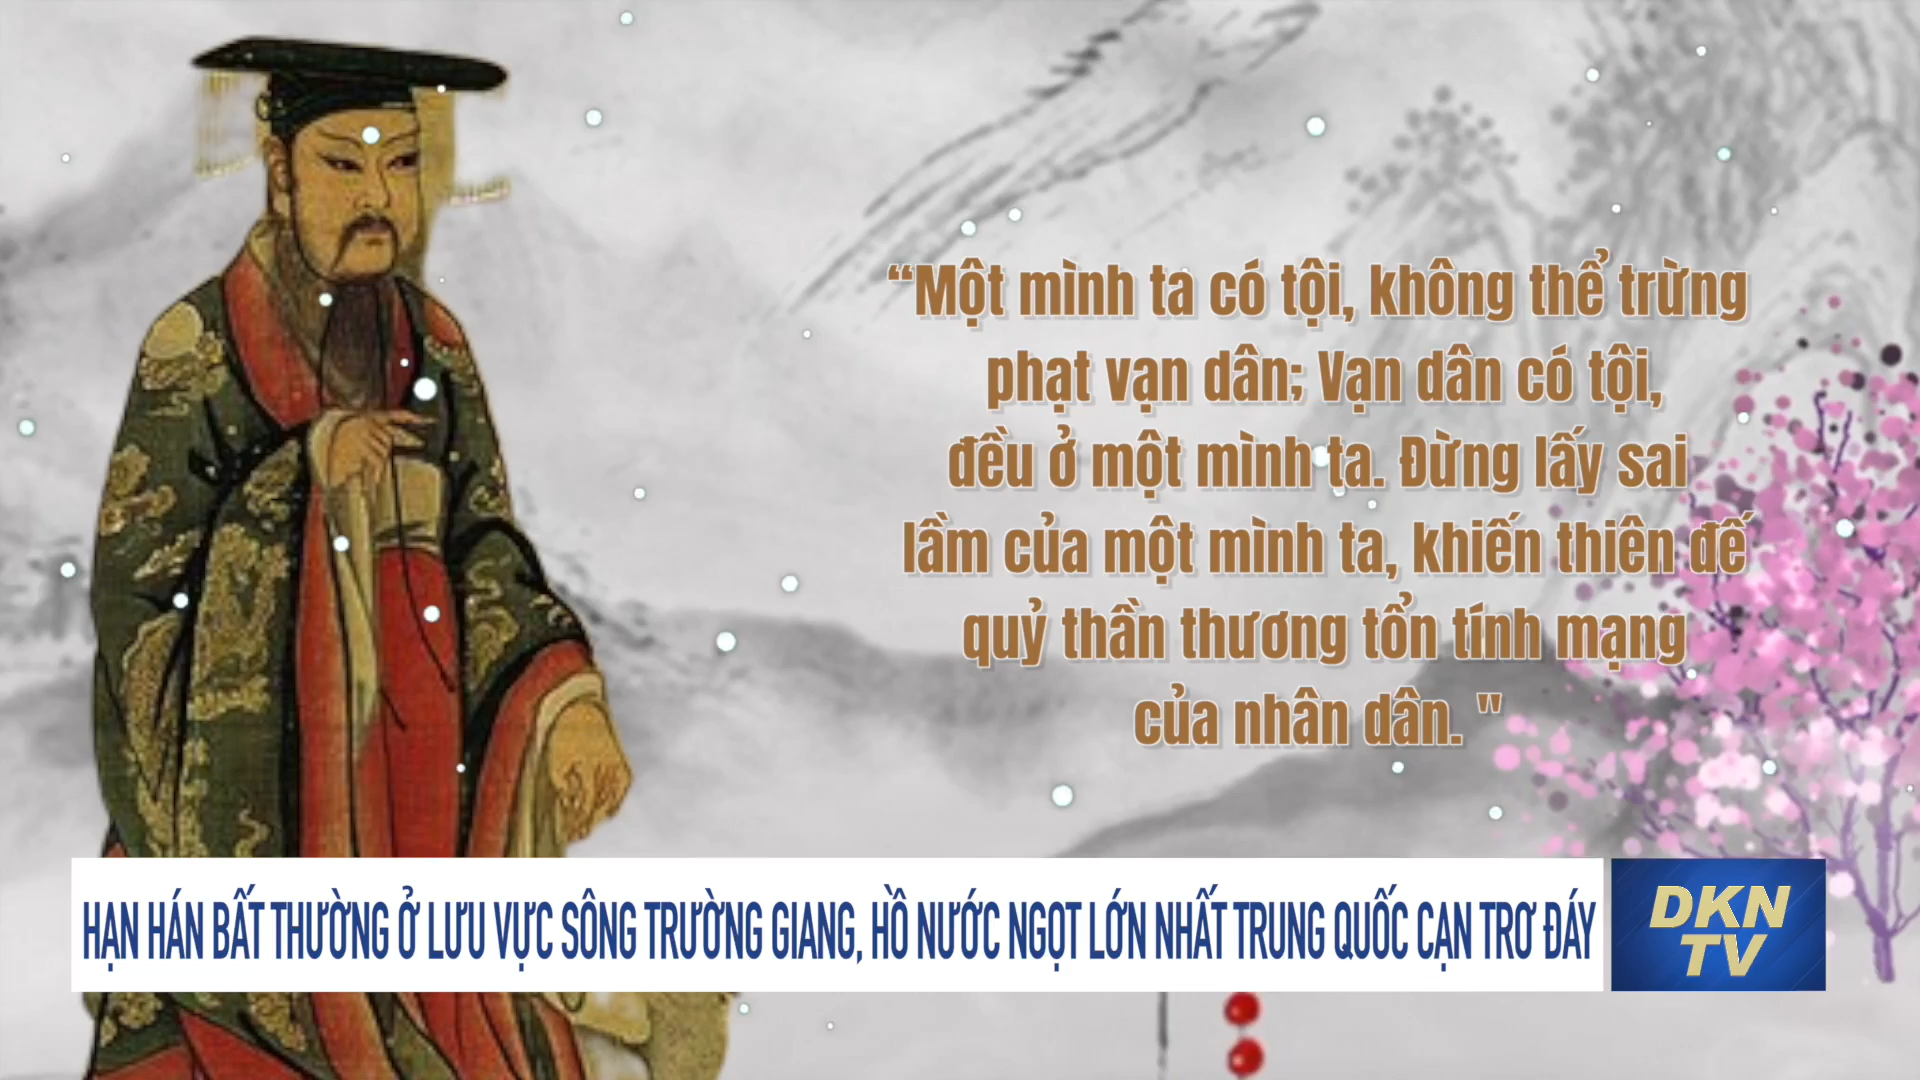 “Một mình ta có tội, không thể trừng
phạt vạn dân; Vạn dân có tội,
đều ở một mình ta. Đừng lấy sai
lầm của một mình ta, khiến thiên đế
quỷ thần thương tổn tính mạng
của nhân dân. "
HẠN HÁN BẤT THƯỜNG Ở LƯU VỰC SÔNG TRƯỜNG GIANG, HỒ NƯỚC NGỌT LỚN NHẤT TRUNG QUỐC CẠN TRƠ ĐÁY
DKN
TV